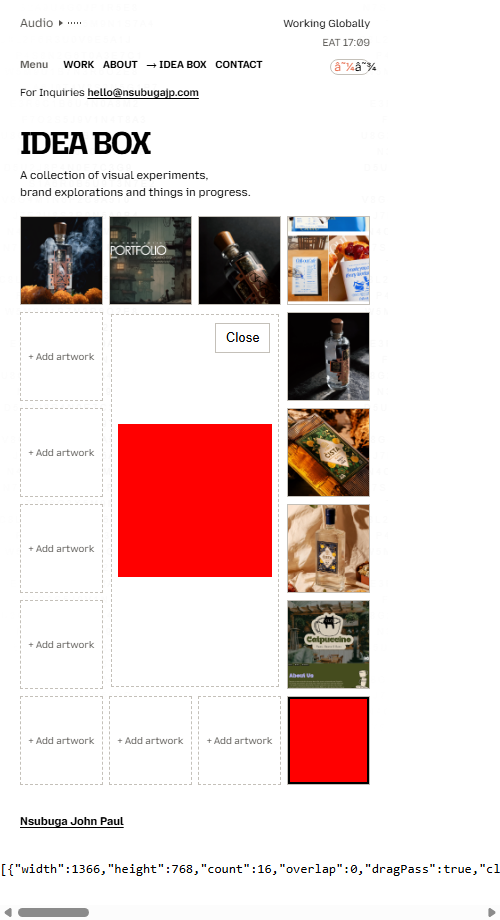 Audio
Working Globally
EAT 17:09
Menu WORK ABOUT → IDEA BOX CONTACT
☼☾
For Inquiries hello@nsubugajp.com
IDEA BOX
A collection of visual experiments,
brand explorations and things in progress.
PORTFOLIO
Close
+ Add artwork
+ Add artwork
+ Add artwork
Catpuccine
+ Add artwork
About Us
+ Add artwork + Add artwork + Add artwork
Nsubuga John Paul
[{"width":1366,"height":768,"count":16,"overlap":0,"dragPass":true,"cl